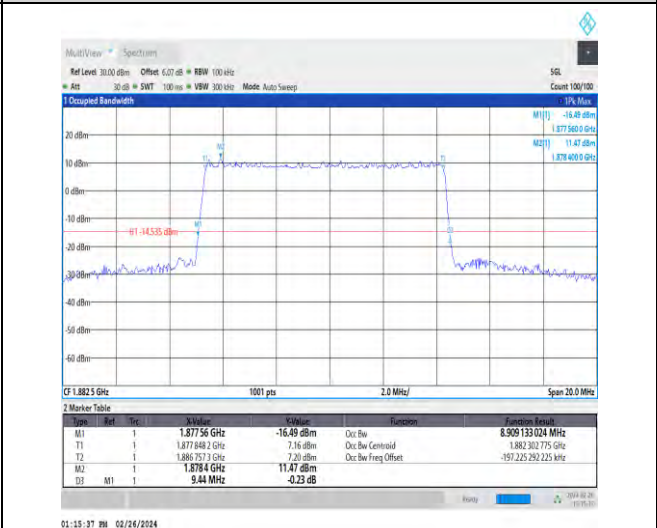 MultiView Spectrum
Ref Level 30.00 dBm Offset 6.07 dB RBW 100 kHz SGL
Att 30 dB SWT 100 ms VBW 300 kHz Mode Auto Sweep Count 100/100
1 Occupied Bandwidth 1Pk Max
M1[1] -16.49 dBm
1.877 560 0 GHz
M2[1] 11.47 dBm
1.878 400 0 GHz
20 dBm
M2
T1 T2
10 dBm
0 dBm
-10 dBm
M1
H1 -14.535 dBm
D3
-20 dBm
-30 dBm
-40 dBm
-50 dBm
-60 dBm
CF 1.882 5 GHz 1001 pts 2.0 MHz/ Span 20.0 MHz
2 Marker Table
Type Ref Trc X-Value Y-Value Function Function Result
M1 1 1.877 56 GHz -16.49 dBm Occ Bw 8.909 133 024 MHz
T1 1 1.877 848 2 GHz 7.16 dBm Occ Bw Centroid 1.882 302 775 GHz
T2 1 1.886 757 3 GHz 7.20 dBm Occ Bw Freq Offset -197.225 292 225 kHz
M2 1 1.878 4 GHz 11.47 dBm
D3 M1 1 9.44 MHz -0.23 dB
01:15:37 PM 02/26/2024